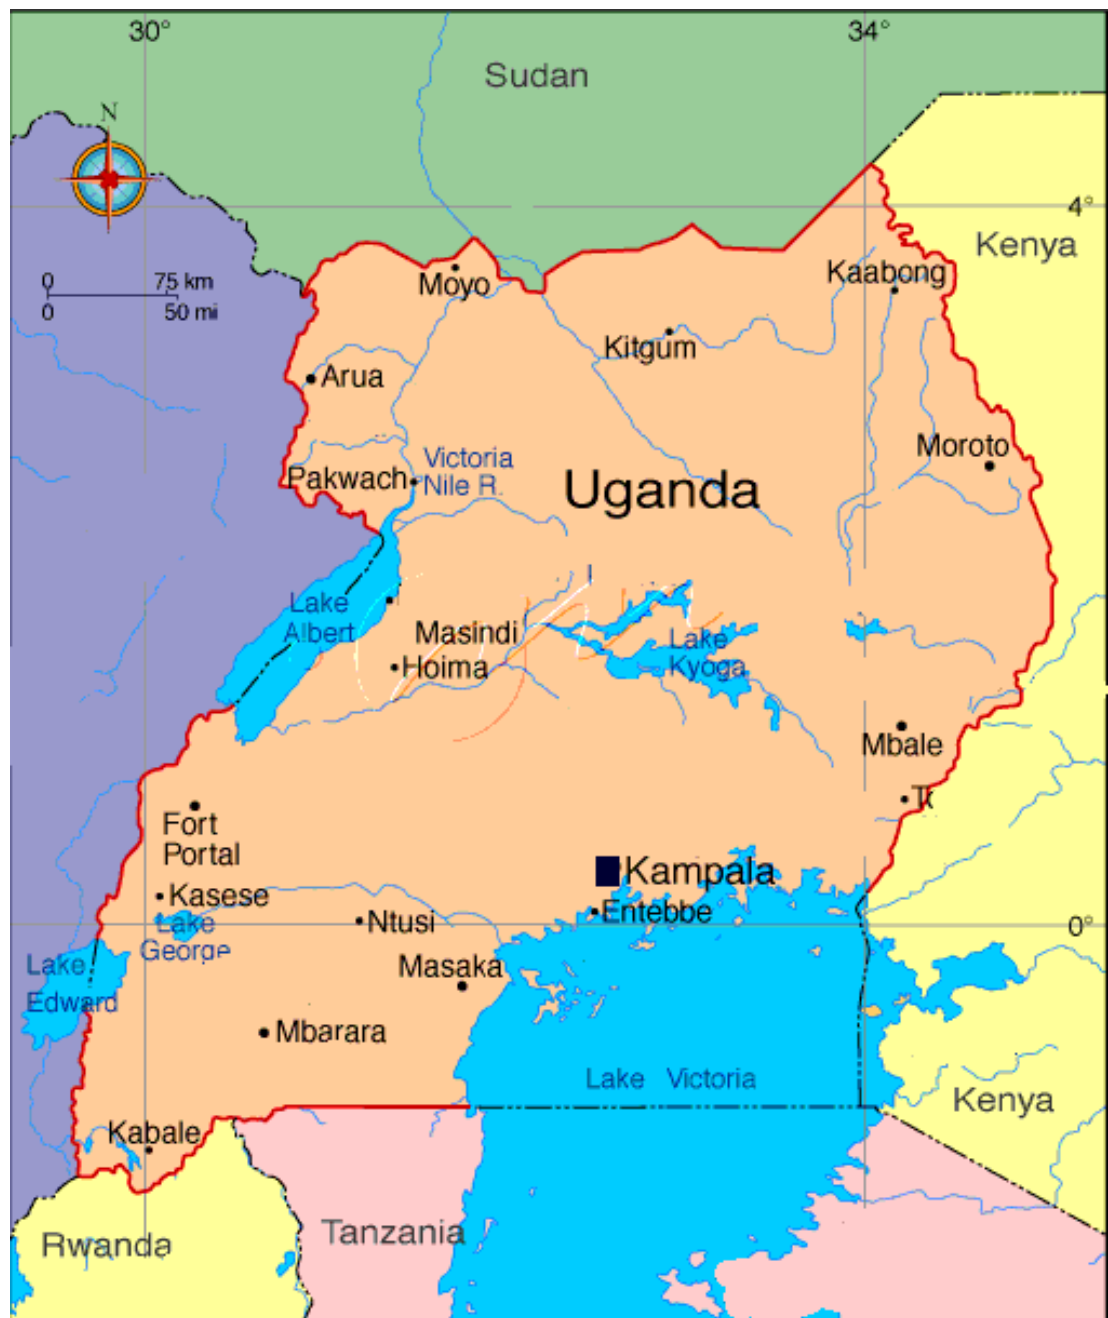 30°
34°
Sudan
N
4°
Kenya
0
75 km
0
50 mi
Moyo
Kaabong
Kitgum
Arua
Moroto
Victoria
Nile R.
Pakwach
Uganda
Lake
Albert
Masindi
Hoima
Lake
Kyoga
Mbale
Fort
Portal
Kampala
Kasese
Entebbe
Lake
George
Ntusi
0°
Lake
Edward
Masaka
Mbarara
Lake Victoria
Kenya
Kabale
Rwanda
Tanzania